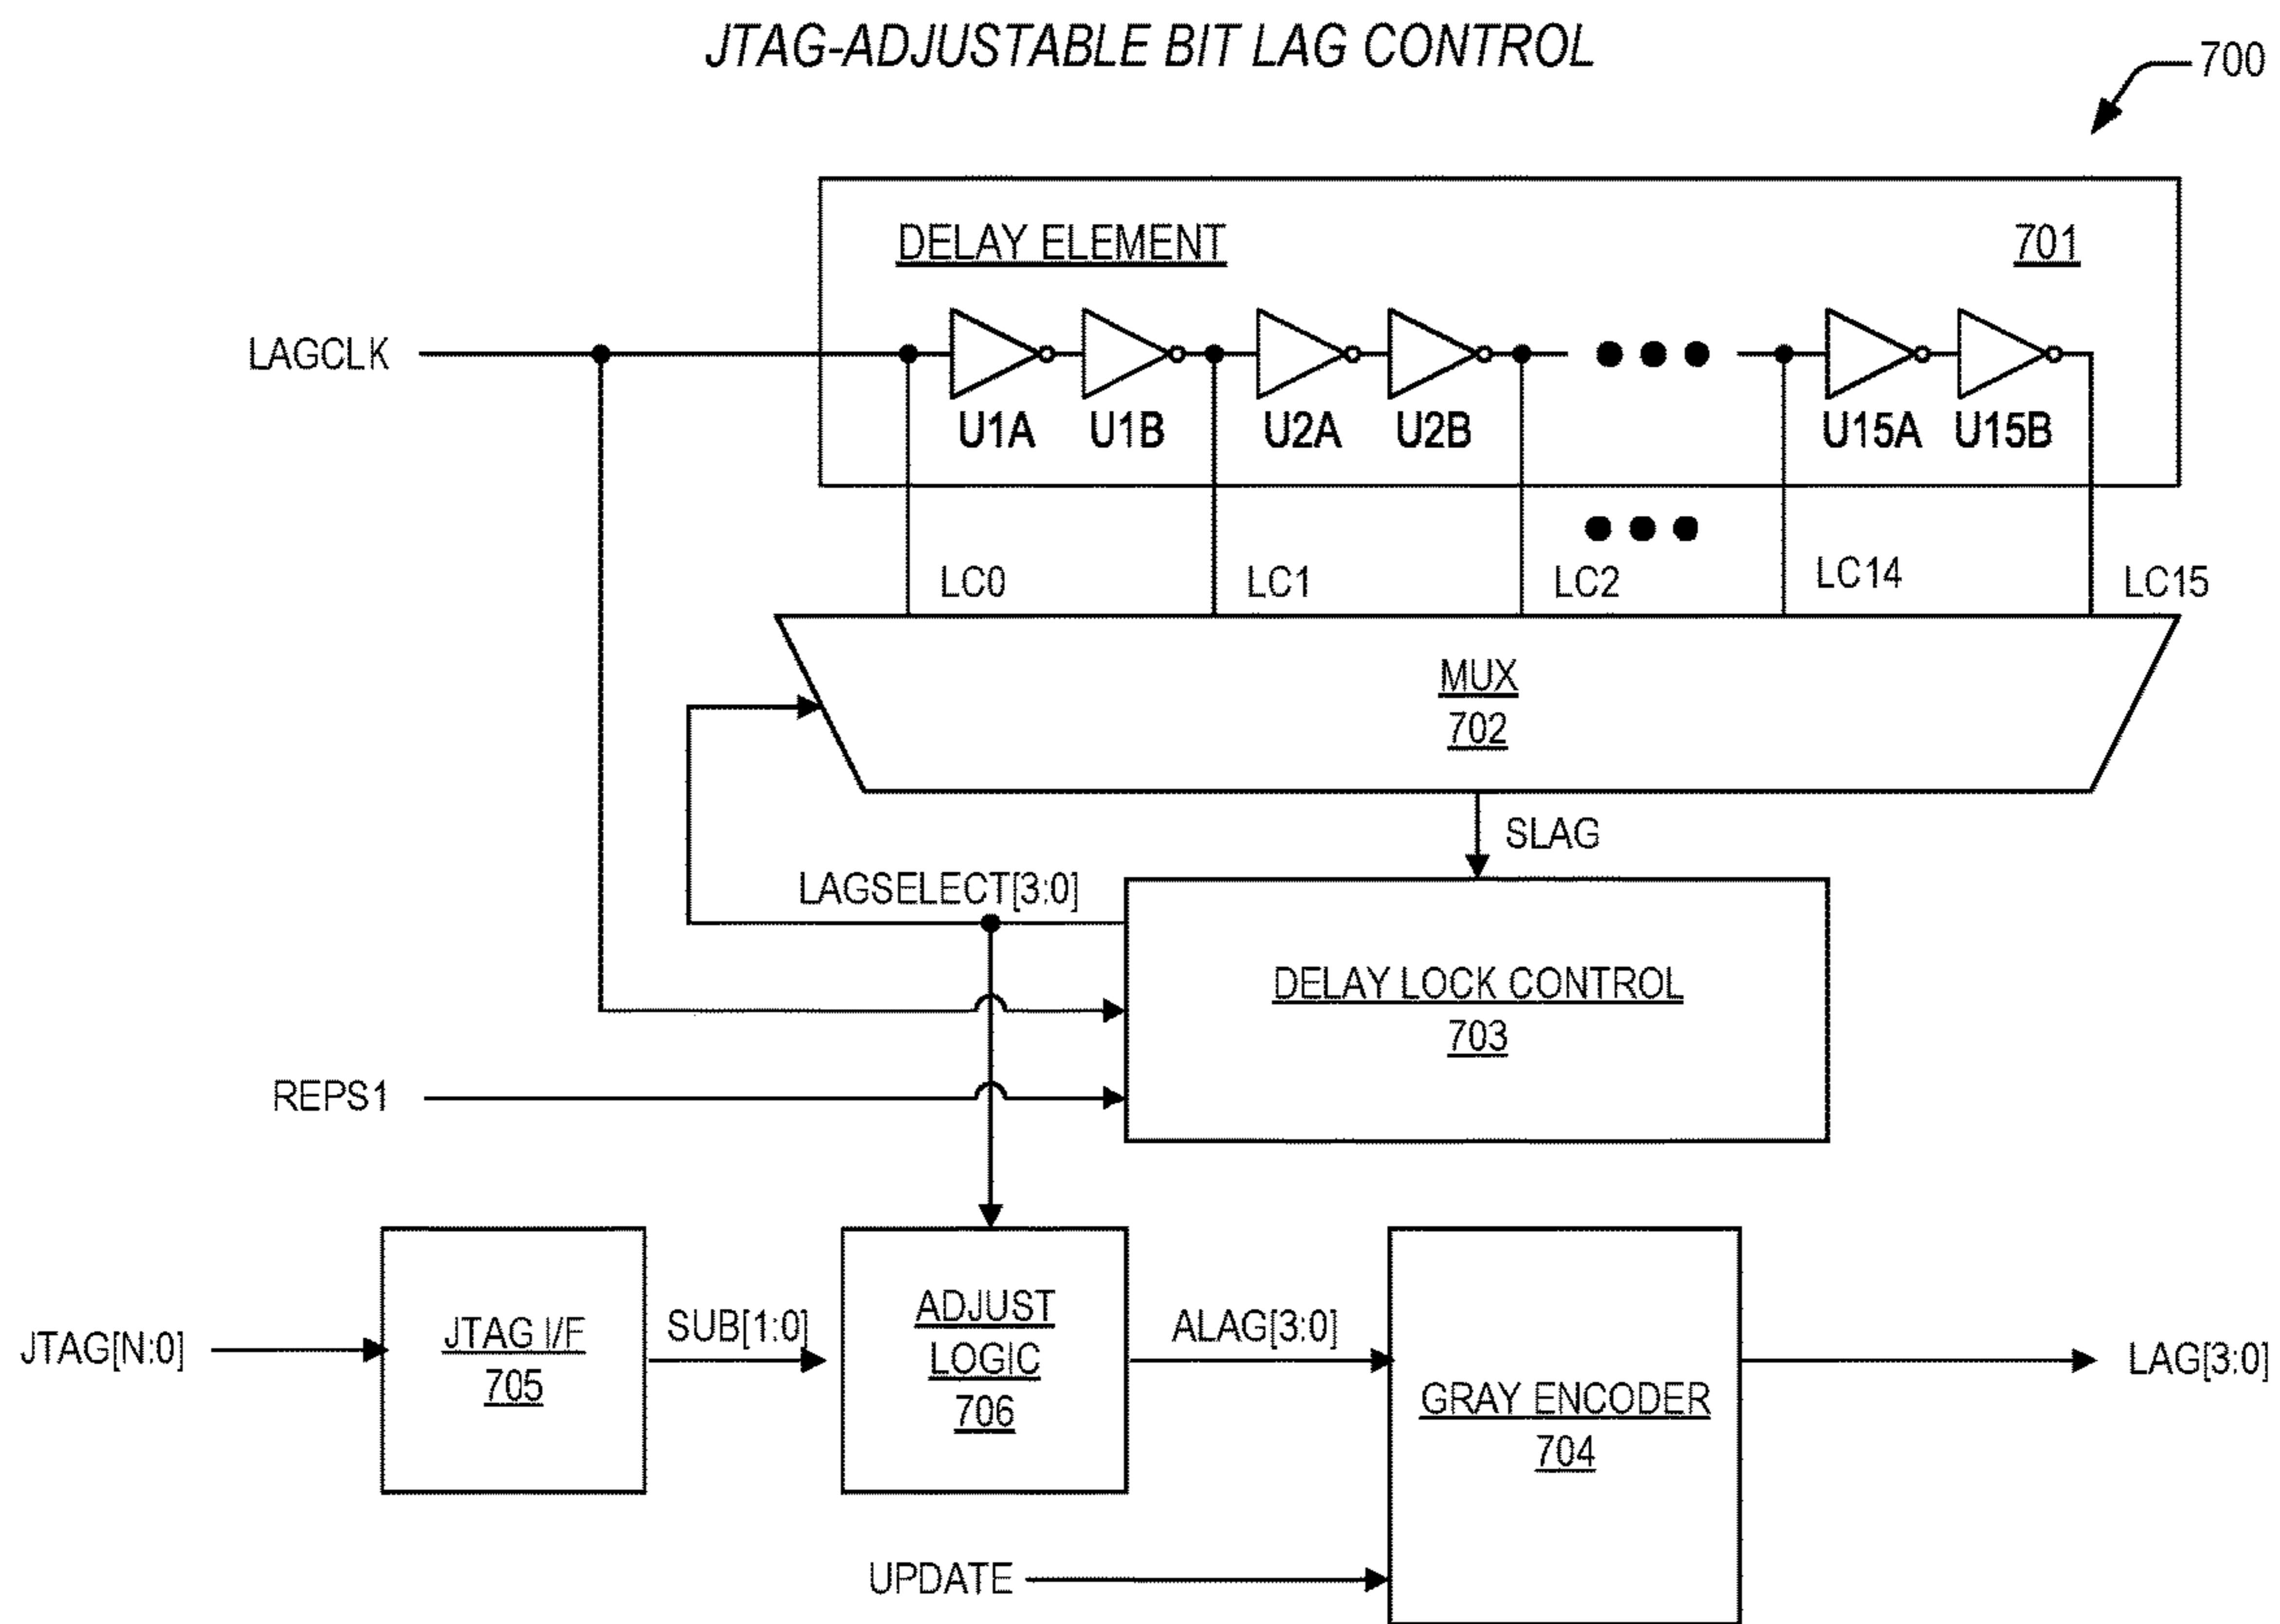 JTAG-ADJUSTABLE BIT LAG CONTROL
700
DELAY ELEMENT
701
LAGCLK
U1A
U1B
U2A
U2B
U15A
U15B
LC0
LC1
LC2
LC14
LC15
MUX
702
SLAG
LAGSELECT[3:0]
DELAY LOCK CONTROL
703
REPS1
JTAG[N:0]
JTAG I/F
705
SUB[1:0]
ADJUST
LOGIC
706
ALAG[3:0]
GRAY ENCODER
704
LAG[3:0]
UPDATE